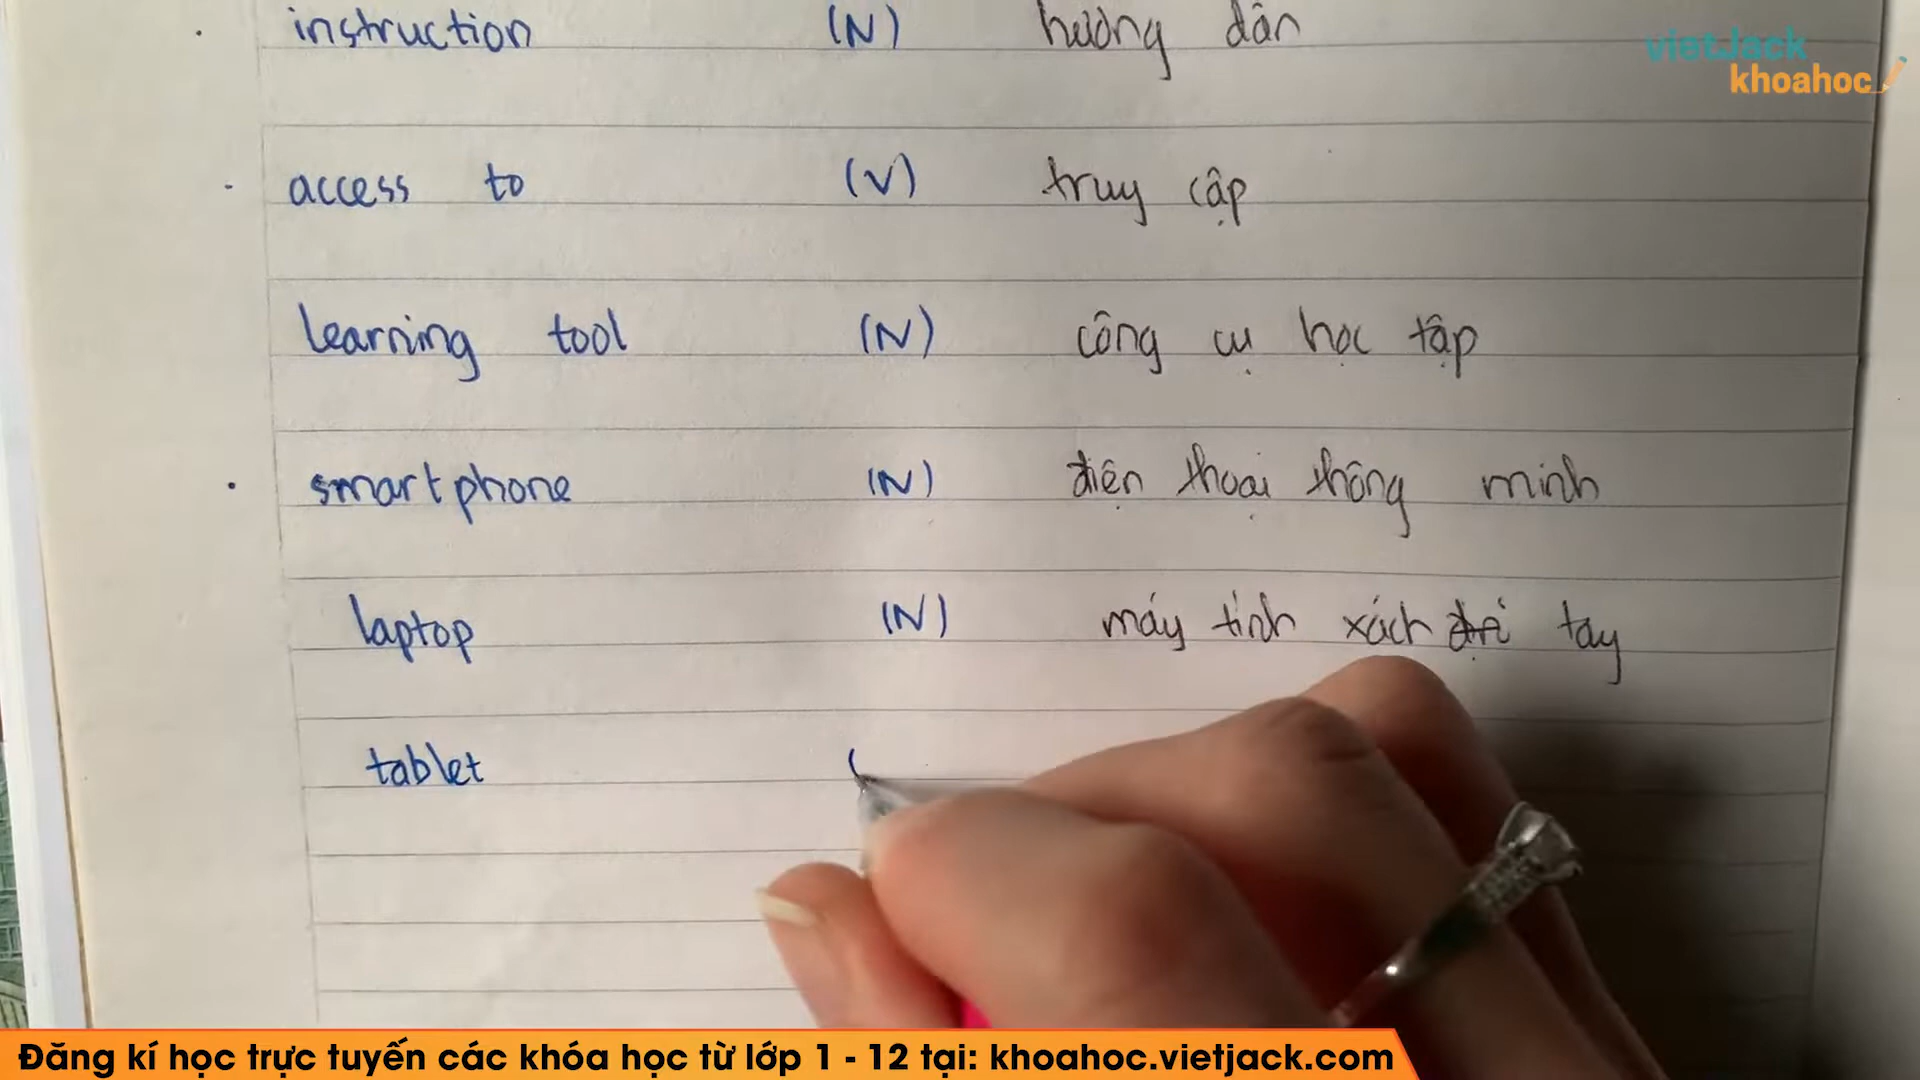 instruction (N) hướng dẫn
vietJack
khoahoc
access to (V) truy cập
learning tool (N) công cụ học tập
smartphone (N) điện thoại thông minh
laptop (N) máy tính xách tay
tablet (
Đăng kí học trực tuyến các khóa học từ lớp 1 - 12 tại: khoahoc.vietjack.com